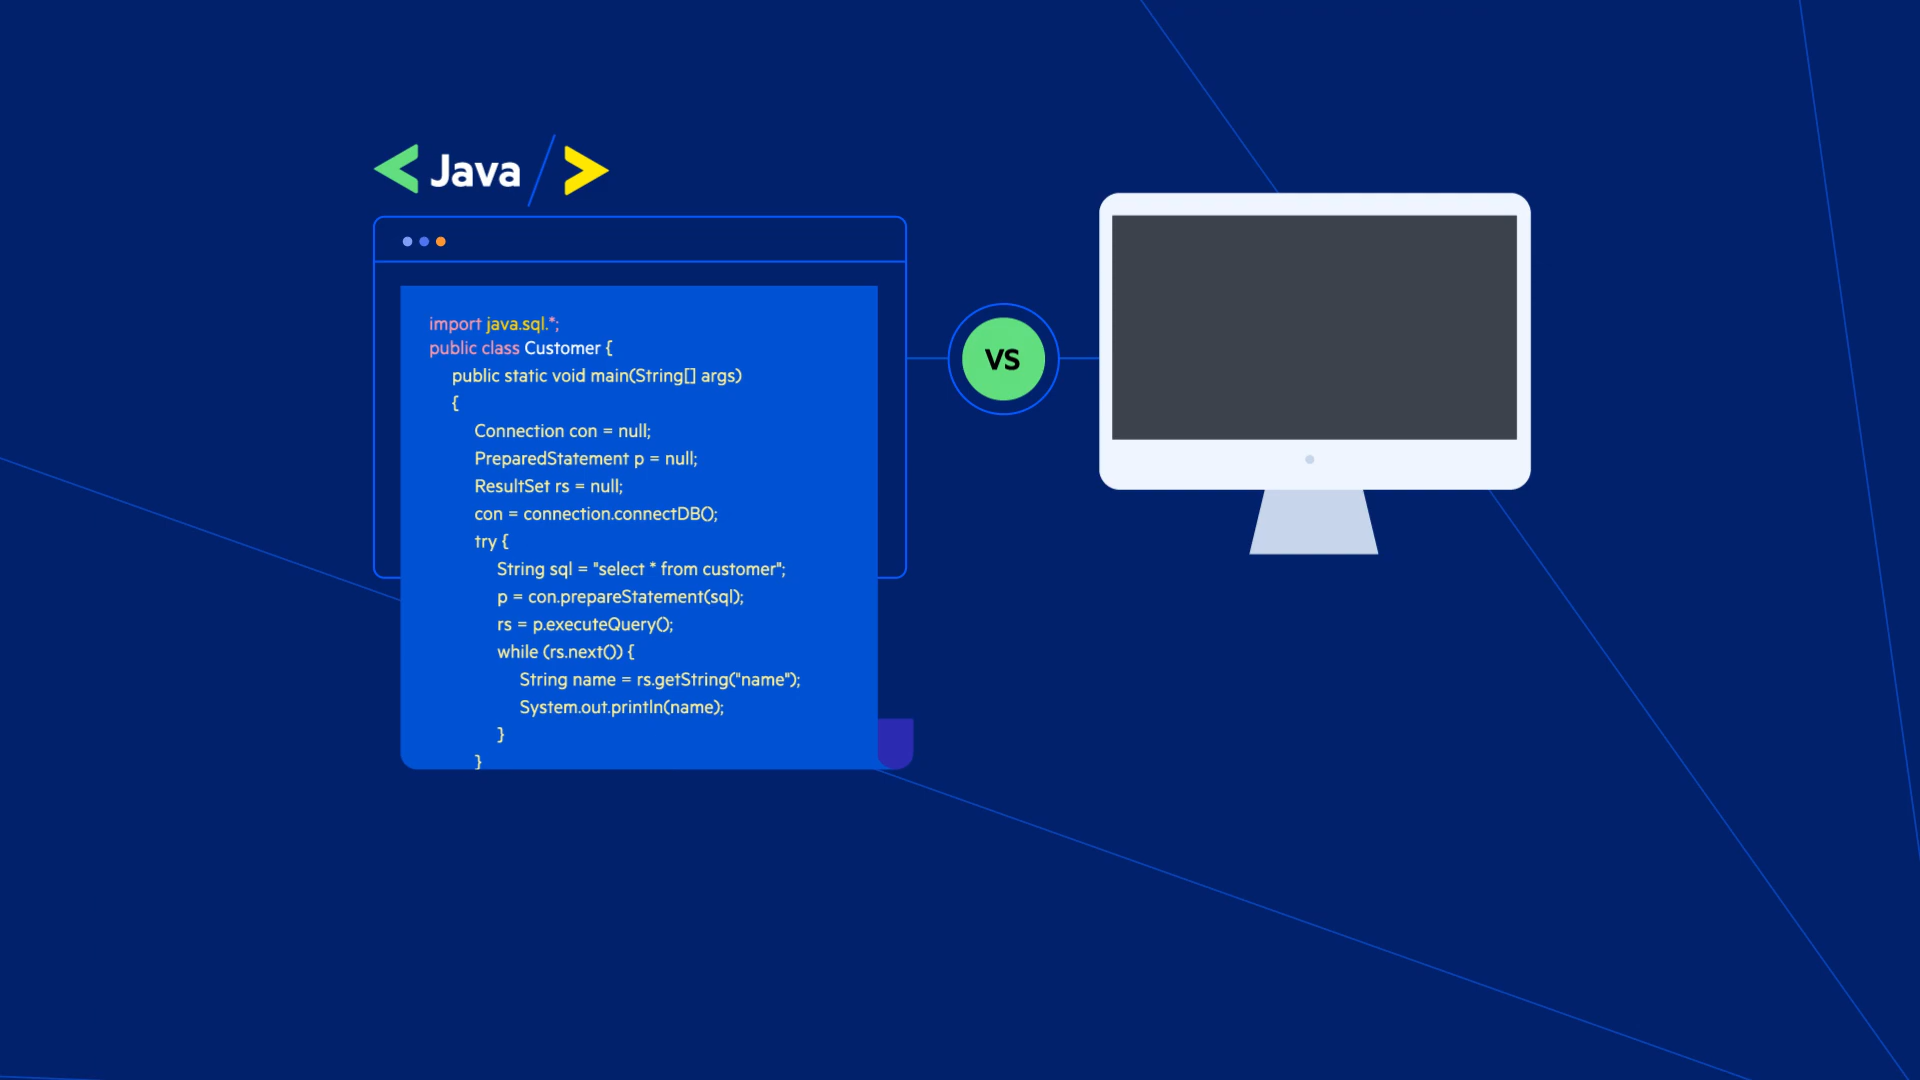 < Java / >
import java.sql.*;
public class Customer {
public static void main(String[] args)
{
Connection con = null;
PreparedStatement p = null;
ResultSet rs = null;
con = connection.connectDB();
try {
String sql = "select * from customer";
p = con.prepareStatement(sql);
rs = p.executeQuery();
while (rs.next()) {
String name = rs.getString("name");
System.out.println(name);
}
}
VS